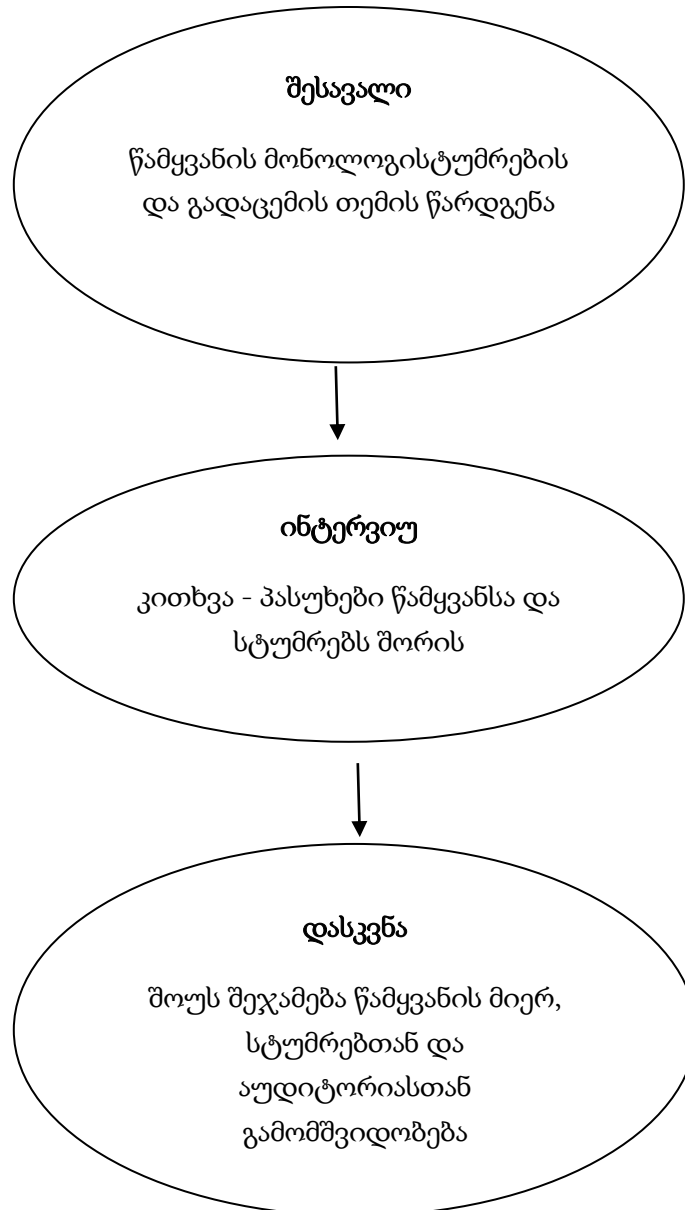 შესავალი
წამყვანის მონოლოგისტუმრების
და გადაცემის თემის წარდგენა
ინტერვიუ
კითხვა - პასუხები წამყვანსა და
სტუმრებს შორის
დასკვნა
შოუს შეჯამება წამყვანის მიერ,
სტუმრებთან და
აუდიტორიასთან
გამომშვიდობება